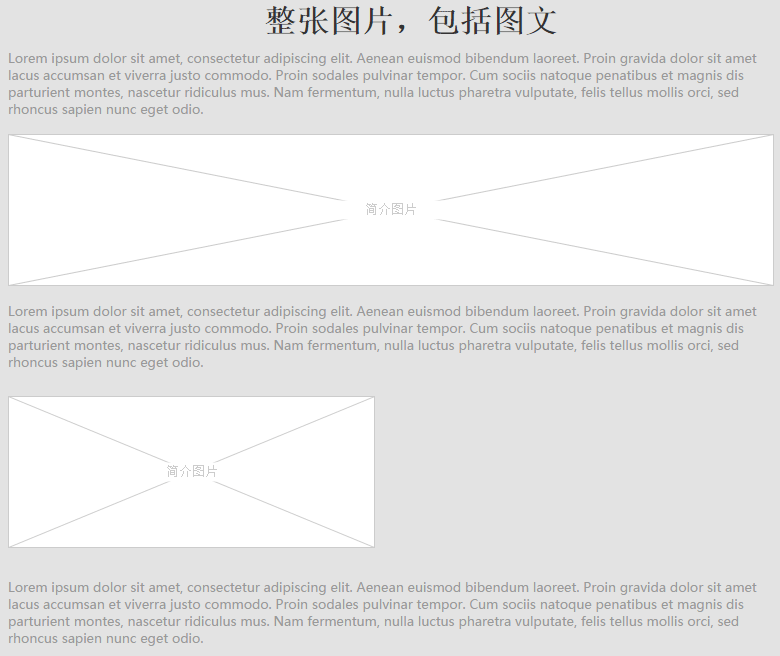 整张图片，包括图文
Lorem ipsum dolor sit amet, consectetur adipiscing elit. Aenean euismod bibendum laoreet. Proin gravida dolor sit amet
lacus accumsan et viverra justo commodo. Proin sodales pulvinar tempor. Cum sociis natoque penatibus et magnis dis
parturient montes, nascetur ridiculus mus. Nam fermentum, nulla luctus pharetra vulputate, felis tellus mollis orci, sed
rhoncus sapien nunc eget odio.
简介图片
Lorem ipsum dolor sit amet, consectetur adipiscing elit. Aenean euismod bibendum laoreet. Proin gravida dolor sit amet
lacus accumsan et viverra justo commodo. Proin sodales pulvinar tempor. Cum sociis natoque penatibus et magnis dis
parturient montes, nascetur ridiculus mus. Nam fermentum, nulla luctus pharetra vulputate, felis tellus mollis orci, sed
rhoncus sapien nunc eget odio.
简介图片
Lorem ipsum dolor sit amet, consectetur adipiscing elit. Aenean euismod bibendum laoreet. Proin gravida dolor sit amet
lacus accumsan et viverra justo commodo. Proin sodales pulvinar tempor. Cum sociis natoque penatibus et magnis dis
parturient montes, nascetur ridiculus mus. Nam fermentum, nulla luctus pharetra vulputate, felis tellus mollis orci, sed
rhoncus sapien nunc eget odio.